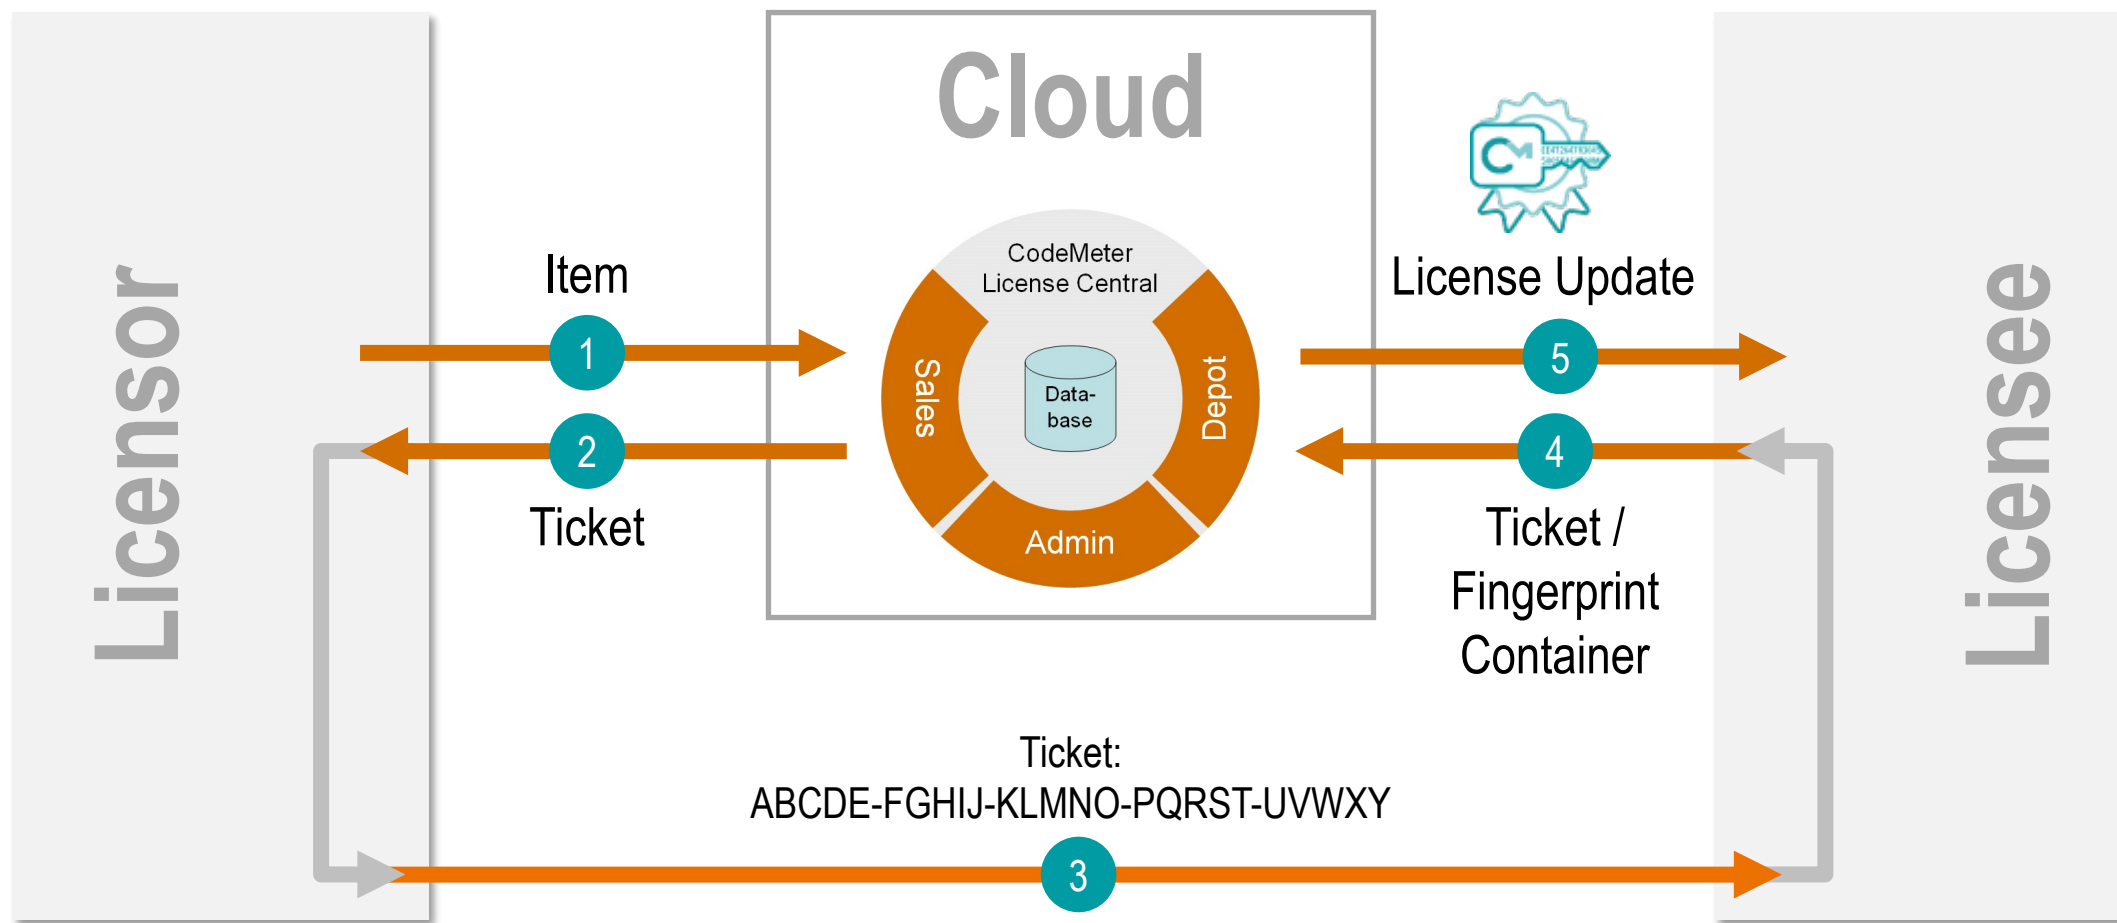 Cloud
Licensor
Item
1
2
Ticket
CodeMeter
License Central
Sales
Data-
base
Depot
Admin
CM
License Update
5
4
Ticket /
Fingerprint
Container
Licensee
Ticket:
ABCDE-FGHIJ-KLMNO-PQRST-UVWXY
3